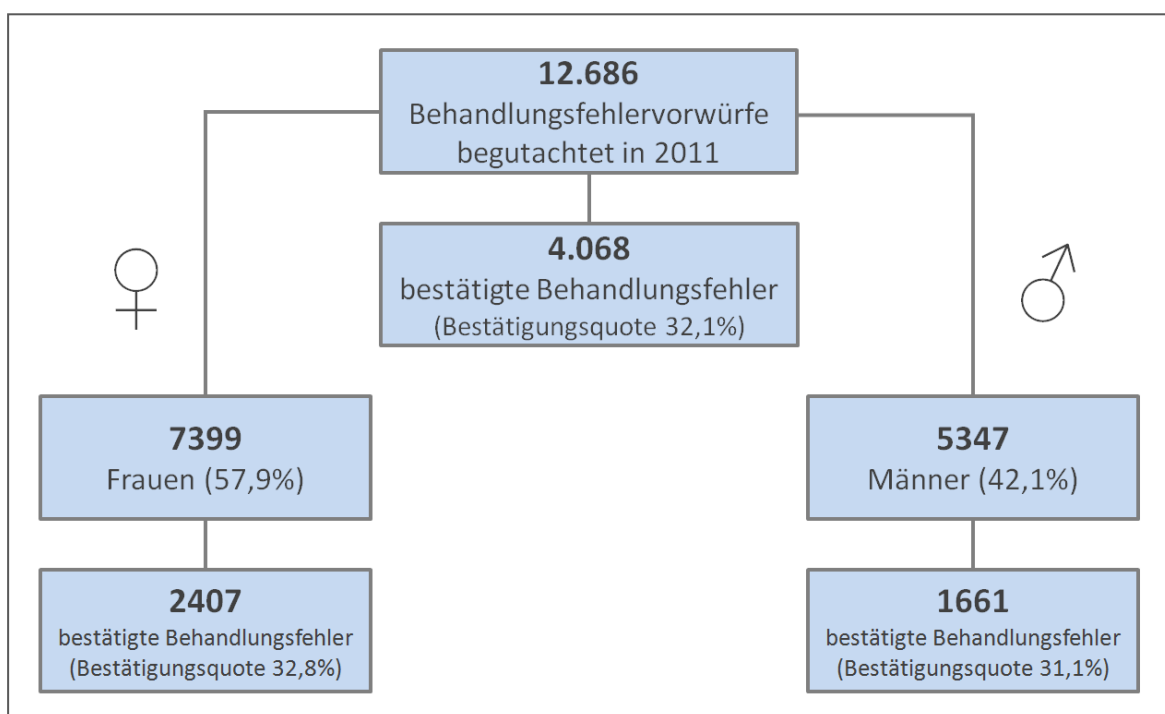 12.686
Behandlungsfehlervorwürfe
begutachtet in 2011
4.068
bestätigte Behandlungsfehler
(Bestätigungsquote 32,1%)
7399
Frauen (57,9%)
5347
Männer (42,1%)
2407
bestätigte Behandlungsfehler
(Bestätigungsquote 32,8%)
1661
bestätigte Behandlungsfehler
(Bestätigungsquote 31,1%)